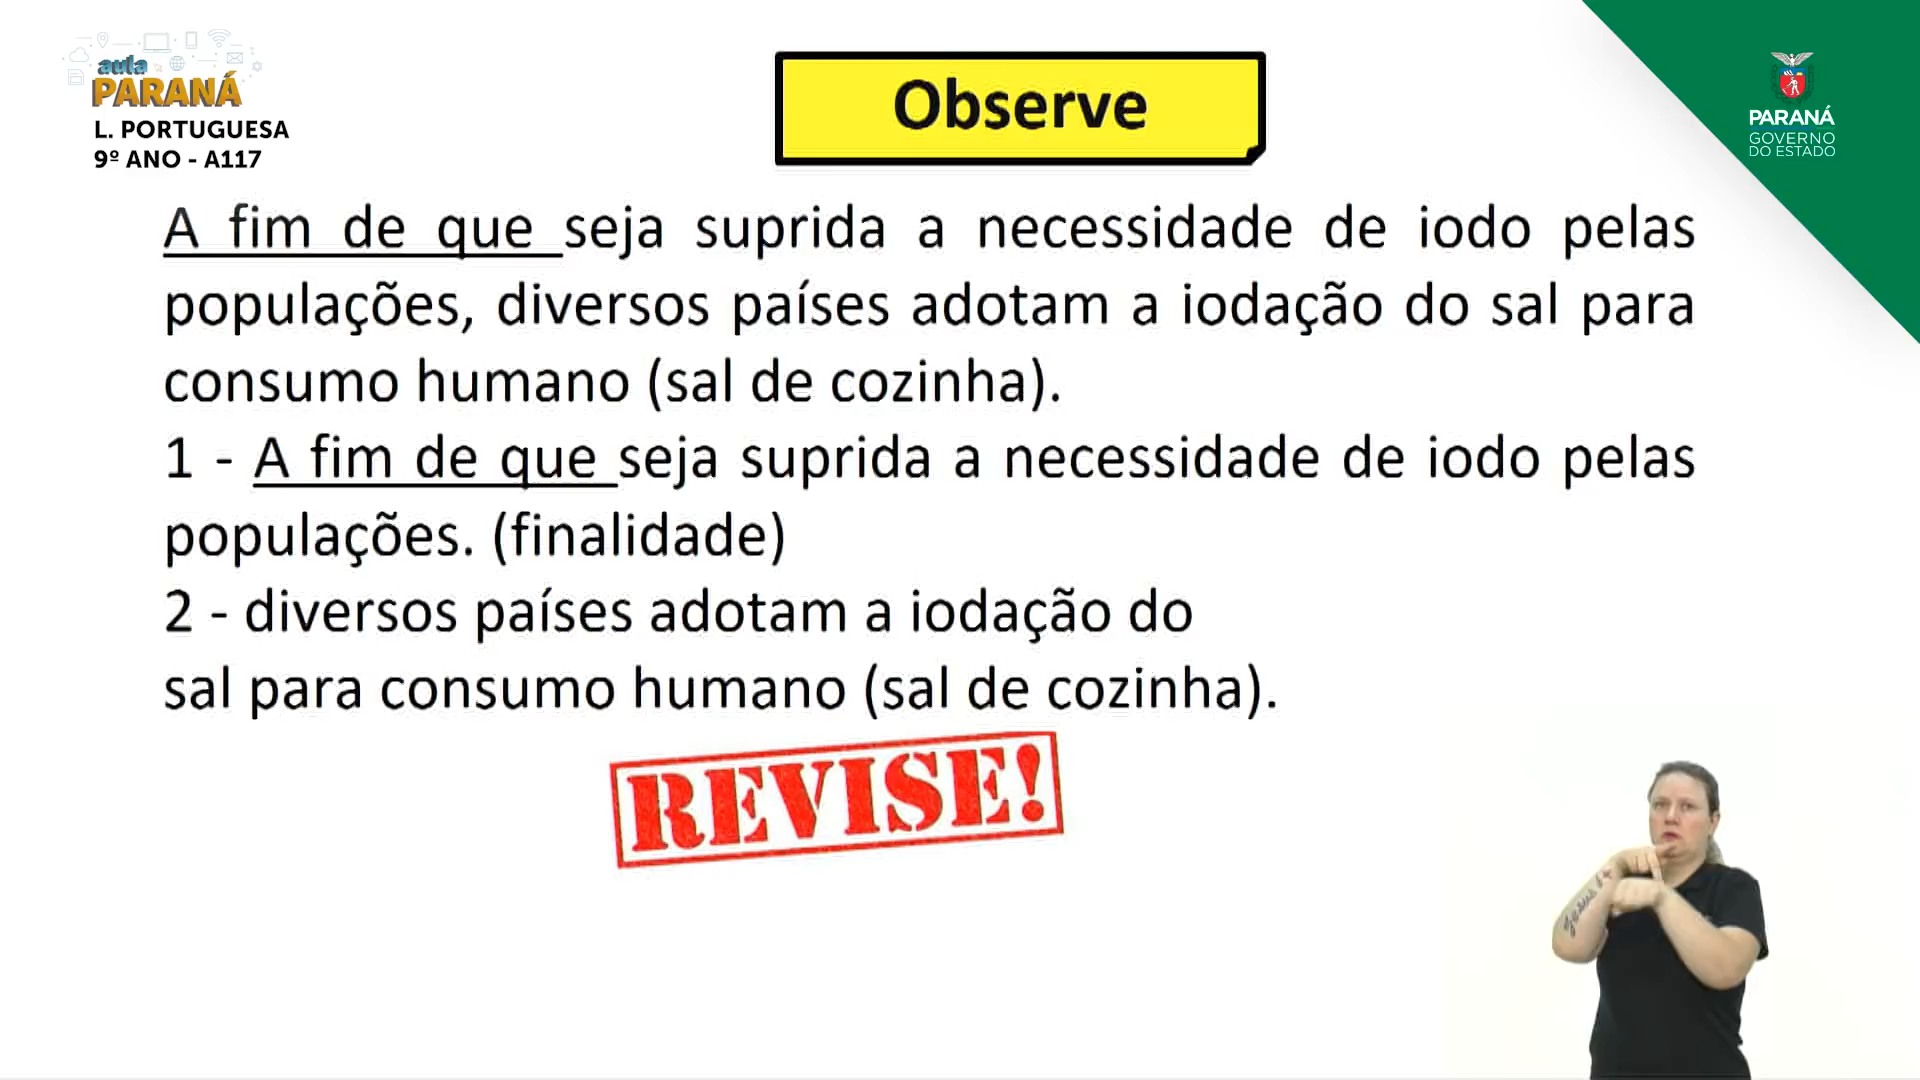 aula
PARANÁ
L. PORTUGUESA
9º ANO - A117
Observe
PARANÁ
GOVERNO
DO ESTADO
A fim de que seja suprida a necessidade de iodo pelas
populações, diversos países adotam a iodação do sal para
consumo humano (sal de cozinha).
1 - A fim de que seja suprida a necessidade de iodo pelas
populações. (finalidade)
2 - diversos países adotam a iodação do
sal para consumo humano (sal de cozinha).
REVISE!
Jesus